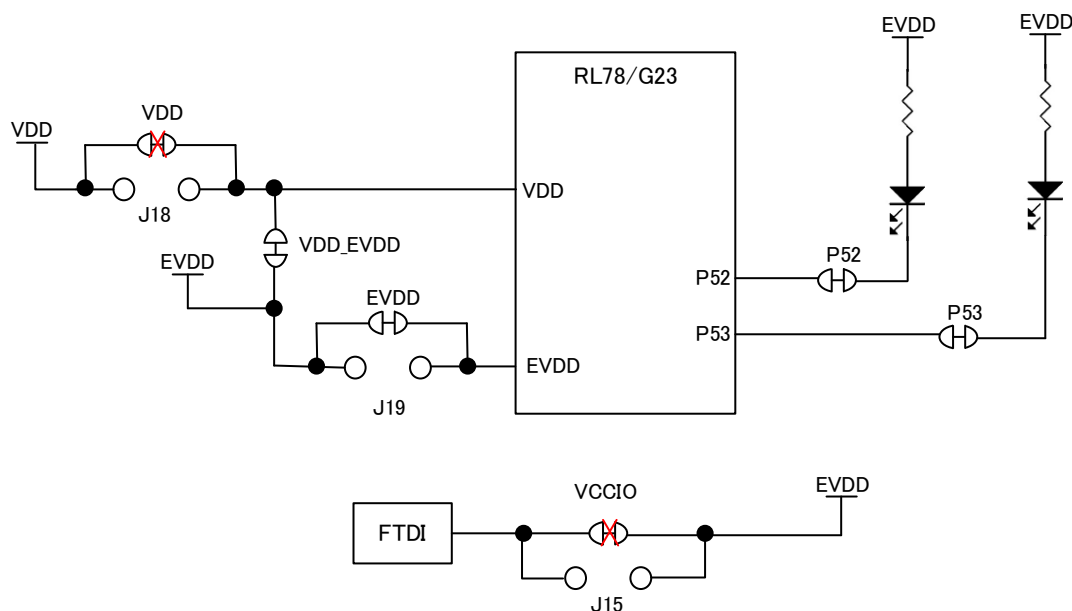 EVDD
EVDD
RL78/G23
VDD
VDD
J18
VDD
VDD_EVDD
EVDD
P52
P52
P53
P53
EVDD
EVDD
J19
VCCIO
EVDD
FTDI
J15